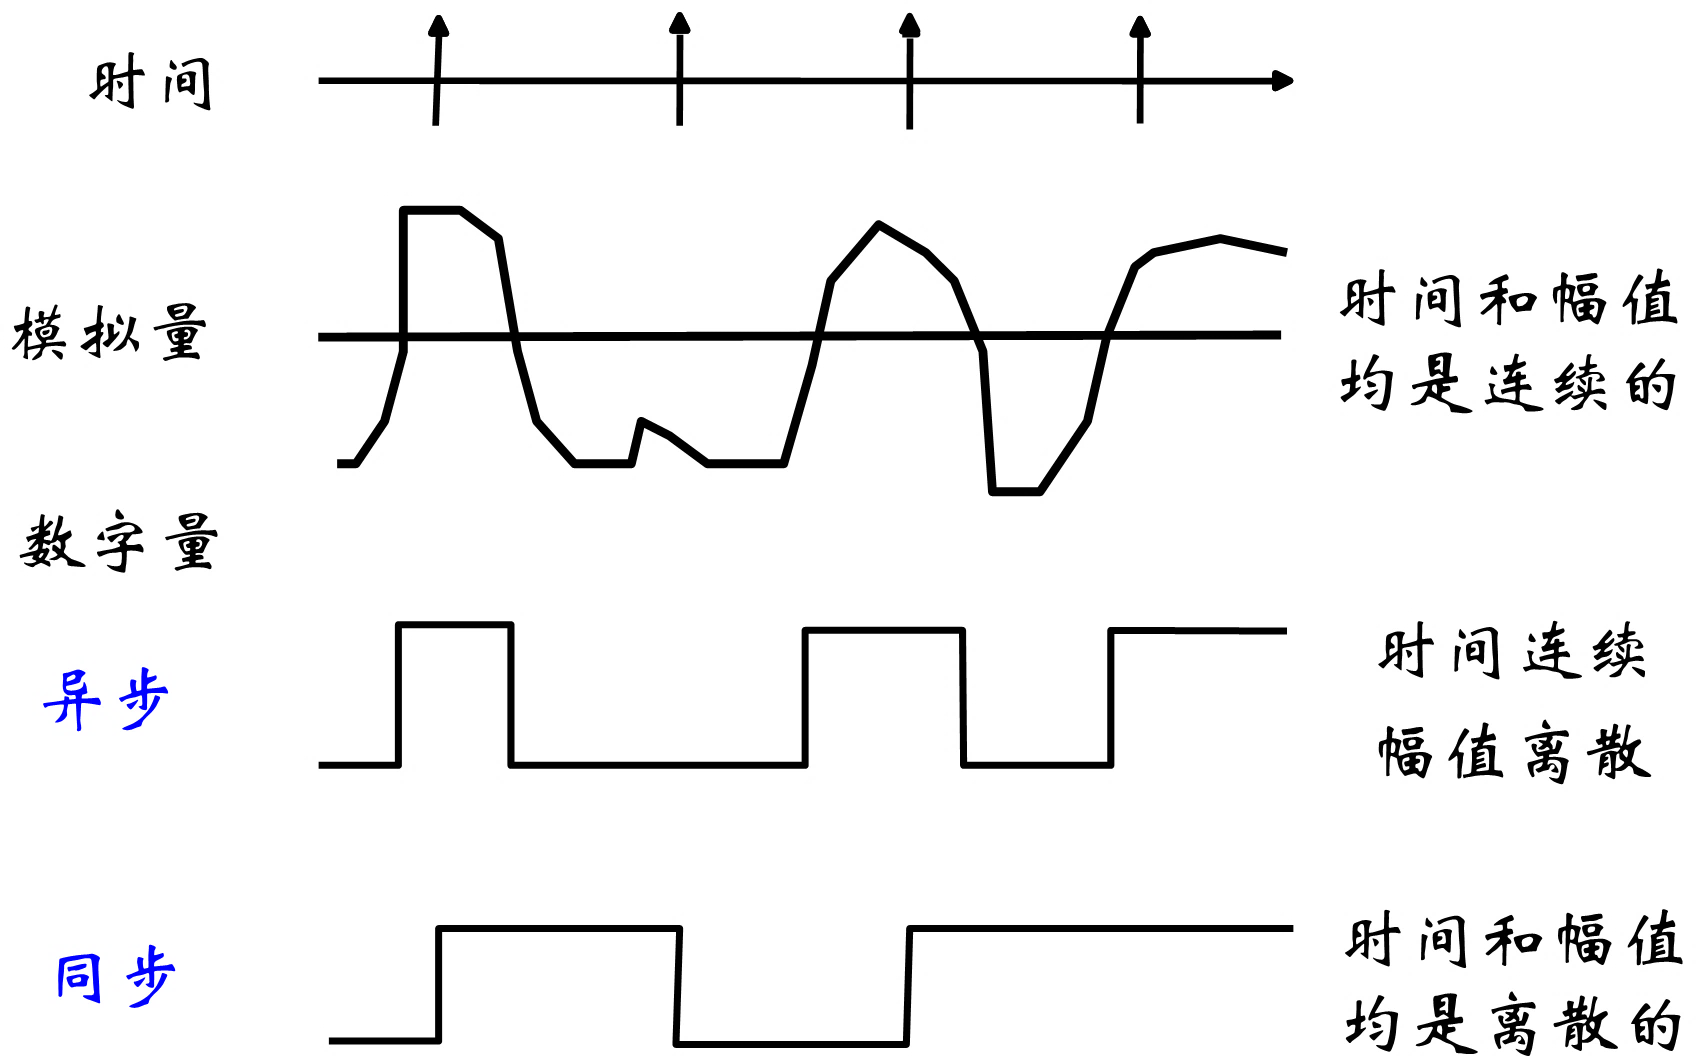 时间
模拟量
时间和幅值
均是连续的
数字量
异步
时间连续
幅值离散
同步
时间和幅值
均是离散的